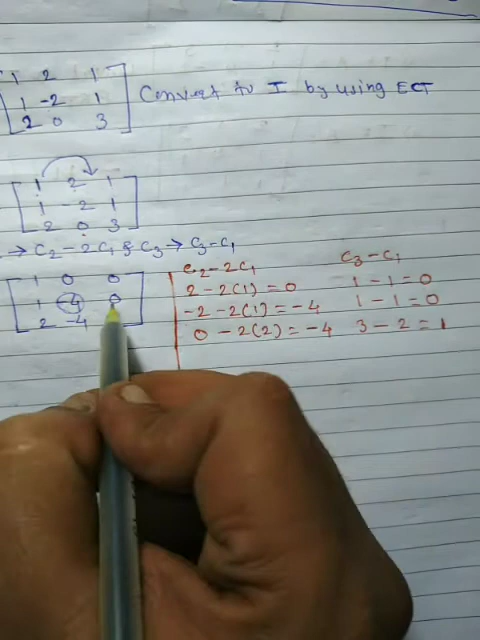 1 2 1
1 -2 1 Convert to I by using ECT
2 0 3
1 2 1
1 -2 1
2 0 3
→ C2 - 2C1 & C3 → C3 - C1
1 0 0
1 -4 0
2 -4
C2 - 2C1 C3 - C1
2 - 2(1) = 0 1 - 1 = 0
-2 - 2(1) = -4 1 - 1 = 0
0 - 2(2) = -4 3 - 2 = 1